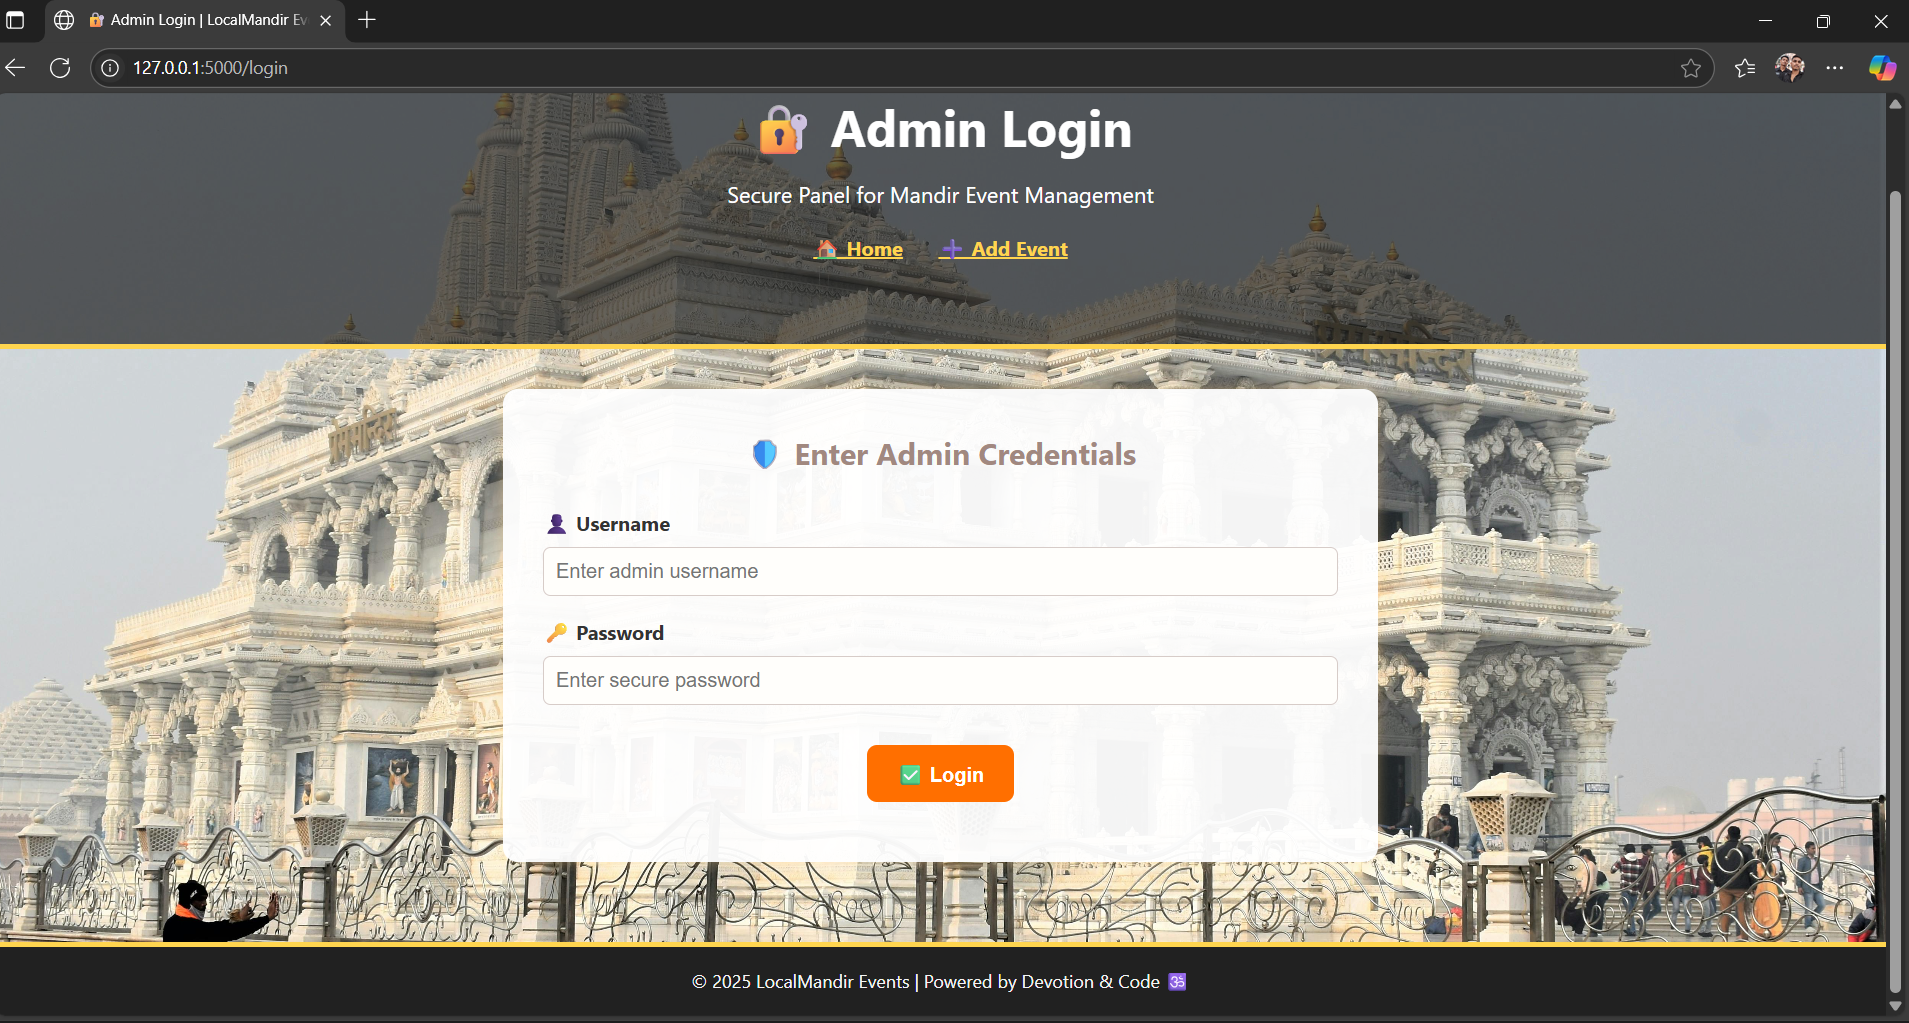 🔐 Admin Login | LocalMandir Ev
127.0.0.1:5000/login
🔐 Admin Login
Secure Panel for Mandir Event Management
🏠 Home ➕ Add Event
🛡️ Enter Admin Credentials
👤 Username
Enter admin username
🔑 Password
Enter secure password
✅ Login
प्रेम मन्दिर
© 2025 LocalMandir Events | Powered by Devotion & Code 🕉️